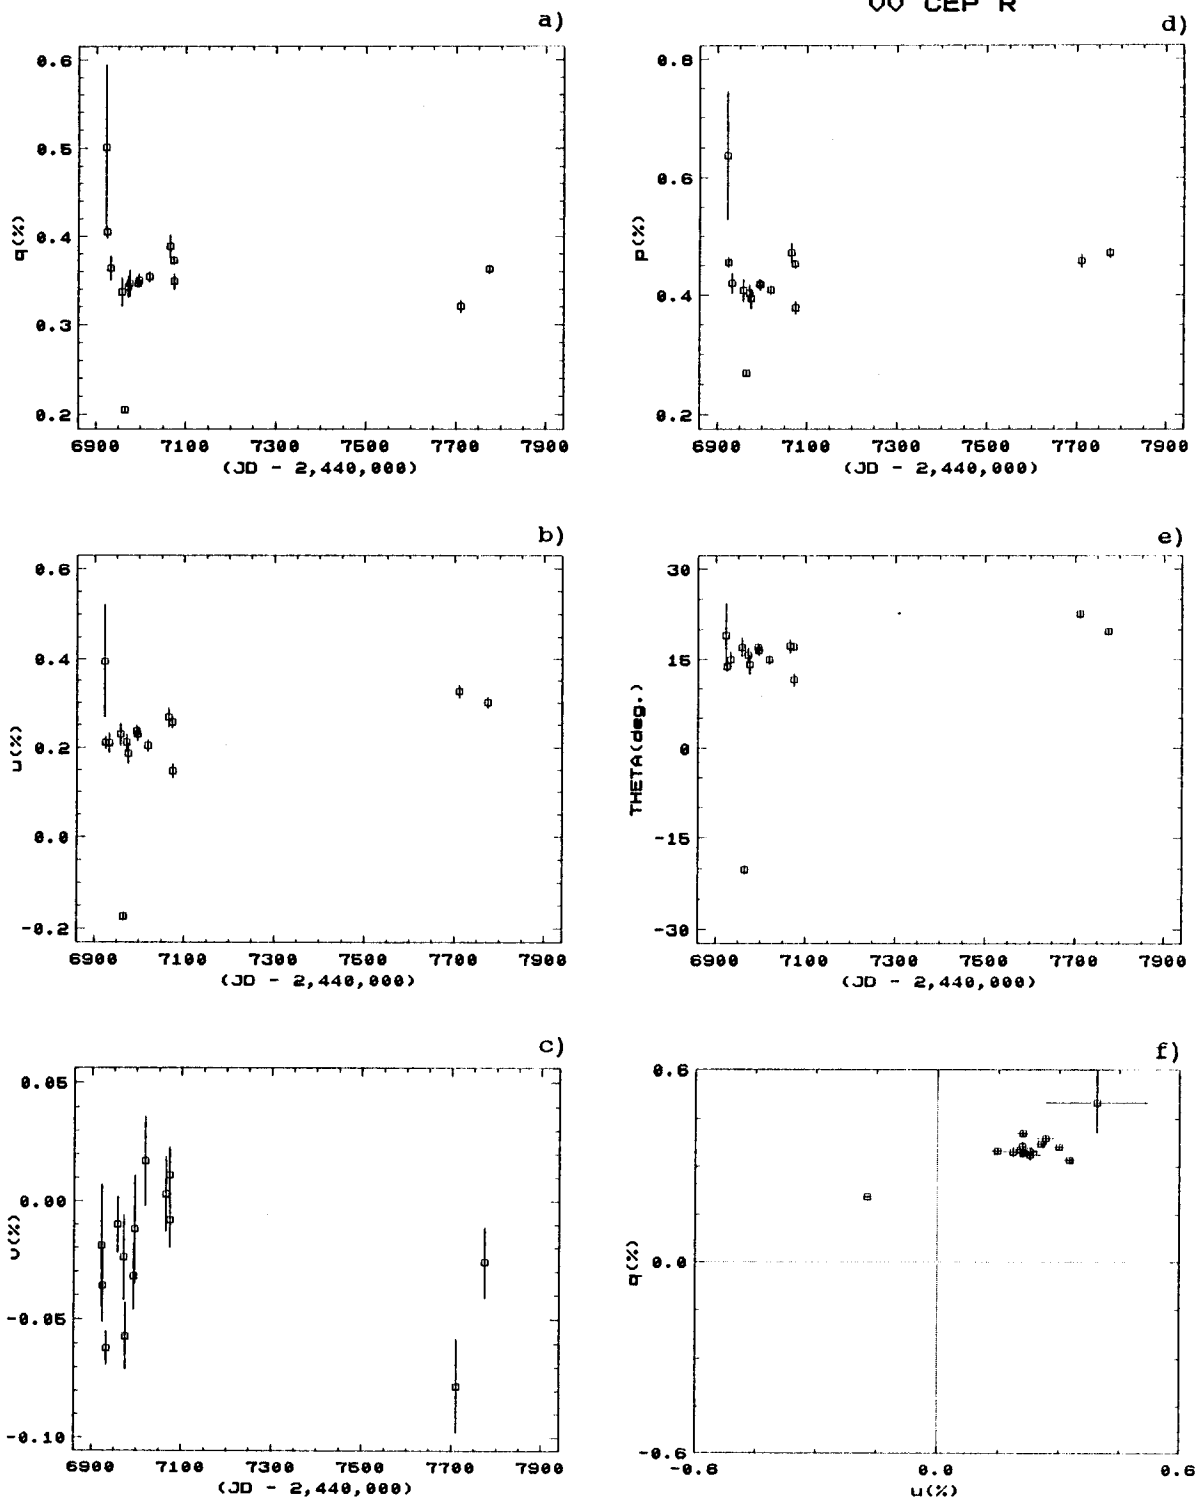 VV CEP R
a)
0.6
0.5
0.4
0.3
0.2
q(%)
6900 7100 7300 7500 7700 7900
(JD - 2,440,000)
d)
0.8
0.6
0.4
0.2
p(%)
6900 7100 7300 7500 7700 7900
(JD - 2,440,000)
b)
0.6
0.4
0.2
0.0
-0.2
u(%)
6900 7100 7300 7500 7700 7900
(JD - 2,440,000)
e)
30
15
0
-15
-30
THETA(deg.)
6900 7100 7300 7500 7700 7900
(JD - 2,440,000)
c)
0.05
0.00
-0.05
-0.10
v(%)
6900 7100 7300 7500 7700 7900
(JD - 2,440,000)
f)
0.6
0.0
-0.6
q(%)
-0.6 0.0 0.6
u(%)